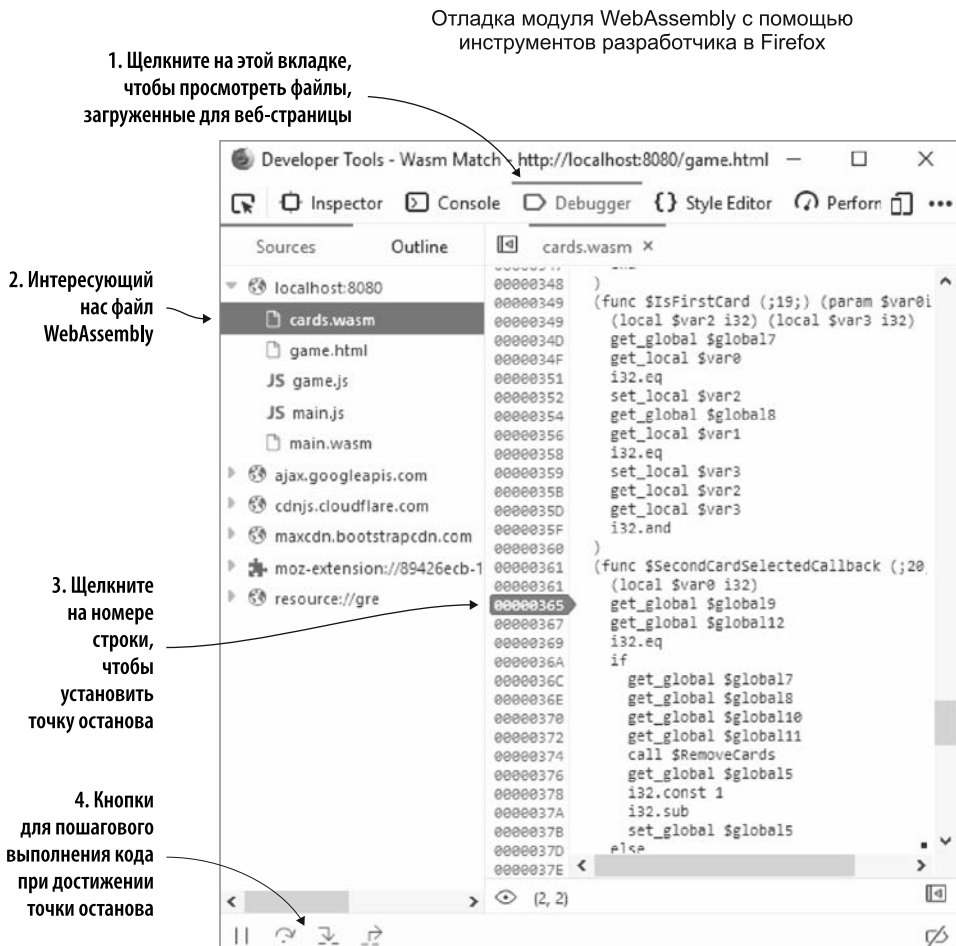 Отладка модуля WebAssembly с помощью
инструментов разработчика в Firefox
1. Щелкните на этой вкладке,
чтобы просмотреть файлы,
загруженные для веб-страницы
Developer Tools - Wasm Match - http://localhost:8080/game.html
Inspector Console Debugger {} Style Editor Perform
Sources Outline cards.wasm ×
2. Интересующий
нас файл
WebAssembly
localhost:8080
cards.wasm
game.html
JS game.js
JS main.js
main.wasm
ajax.googleapis.com
cdnjs.cloudflare.com
maxcdn.bootstrapcdn.com
moz-extension://89426ecb-1
resource://gre
3. Щелкните
на номере
строки,
чтобы
установить
точку останова
4. Кнопки
для пошагового
выполнения кода
при достижении
точки останова
00000348 )
00000349 (func $IsFirstCard (;19;) (param $var0i
00000349 (local $var2 i32) (local $var3 i32)
0000034D get_global $global7
0000034F get_local $var0
00000351 i32.eq
00000352 set_local $var2
00000354 get_global $global8
00000356 get_local $var1
00000358 i32.eq
00000359 set_local $var3
0000035B get_local $var2
0000035D get_local $var3
0000035F i32.and
00000360 )
00000361 (func $SecondCardSelectedCallback (;20
00000361 (local $var0 i32)
00000365 get_global $global9
00000367 get_global $global12
00000369 i32.eq
0000036A if
0000036C get_global $global7
0000036E get_global $global8
00000370 get_global $global10
00000372 get_global $global11
00000374 call $RemoveCards
00000376 get_global $global5
00000378 i32.const 1
0000037A i32.sub
0000037B set_global $global5
0000037D else
0000037E
(2, 2)